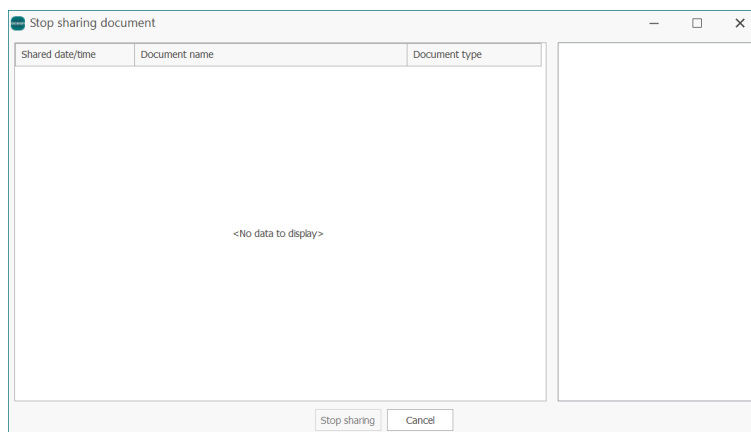 Stop sharing document
Shared date/time Document name Document type
<No data to display>
Stop sharing Cancel